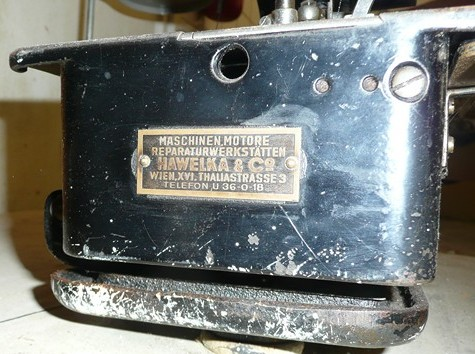 MASCHINEN, MOTORE
REPARATURWERKSTÄTTEN
HAWELKA & Co
WIEN, XVI. THALIASTRASSE 3
TELEFON U 36-0-18